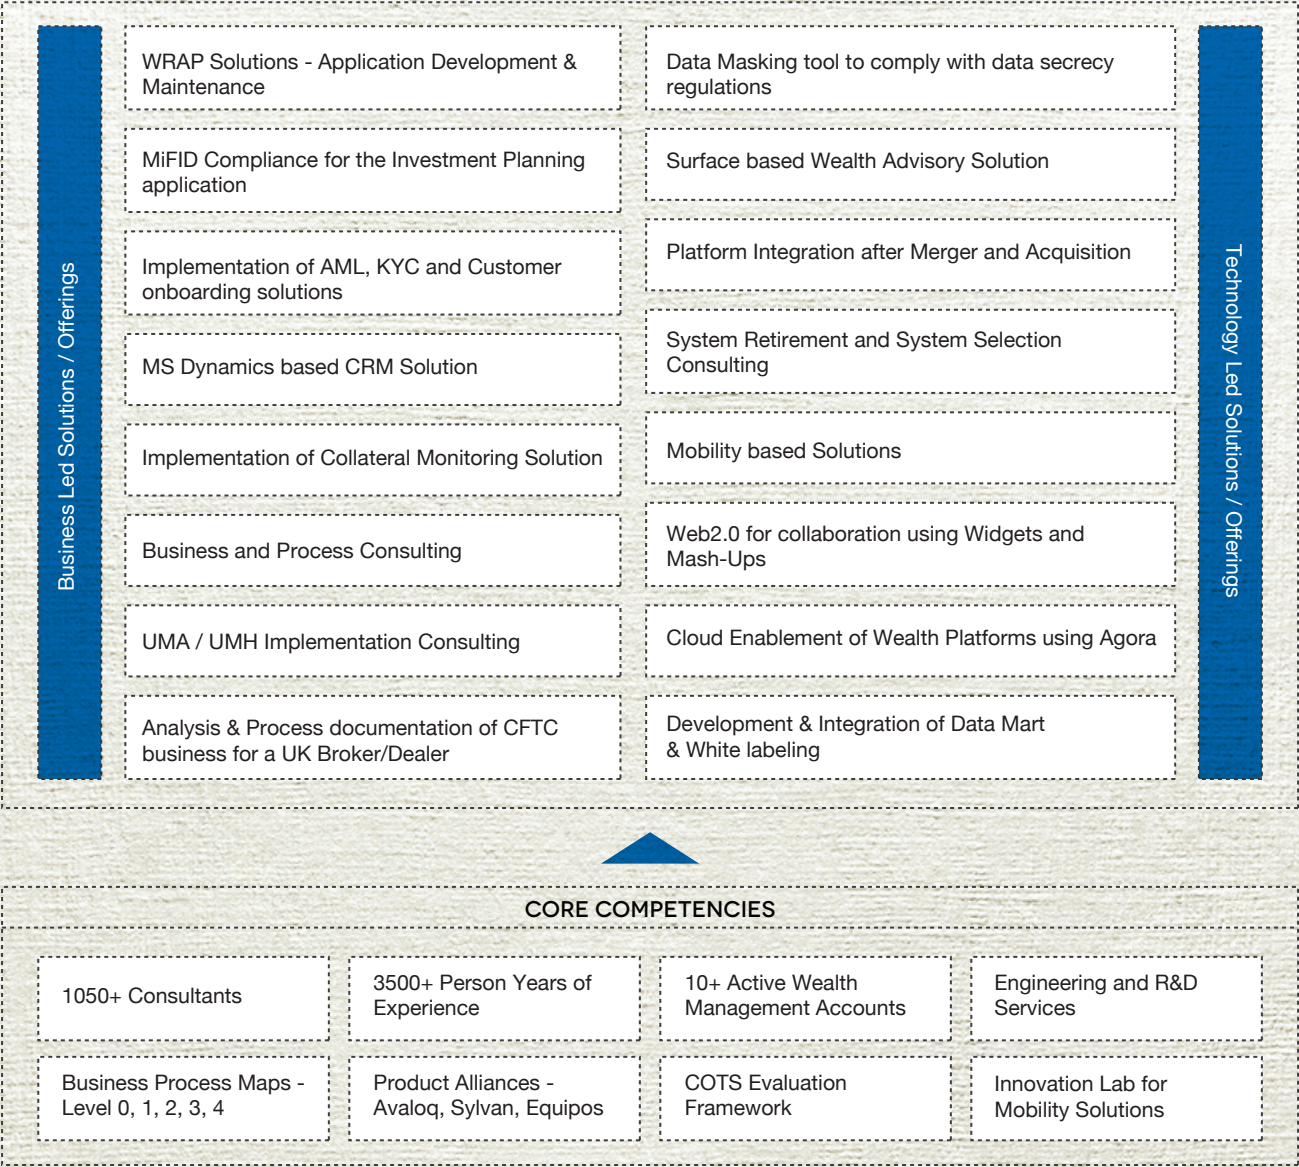 Business Led Solutions / Offerings
WRAP Solutions - Application Development &
Maintenance
MiFID Compliance for the Investment Planning
application
Implementation of AML, KYC and Customer
onboarding solutions
MS Dynamics based CRM Solution
Implementation of Collateral Monitoring Solution
Business and Process Consulting
UMA / UMH Implementation Consulting
Analysis & Process documentation of CFTC
business for a UK Broker/Dealer
Data Masking tool to comply with data secrecy
regulations
Surface based Wealth Advisory Solution
Platform Integration after Merger and Acquisition
System Retirement and System Selection
Consulting
Mobility based Solutions
Web2.0 for collaboration using Widgets and
Mash-Ups
Cloud Enablement of Wealth Platforms using Agora
Development & Integration of Data Mart
& White labeling
Technology Led Solutions / Offerings
CORE COMPETENCIES
1050+ Consultants
3500+ Person Years of
Experience
10+ Active Wealth
Management Accounts
Engineering and R&D
Services
Business Process Maps -
Level 0, 1, 2, 3, 4
Product Alliances -
Avaloq, Sylvan, Equipos
COTS Evaluation
Framework
Innovation Lab for
Mobility Solutions